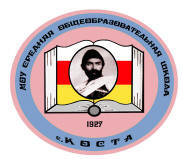 МОУ СРЕДНЯЯ ОБЩЕОБРАЗОВАТЕЛЬНАЯ ШКОЛА
1927
с.КОСТА